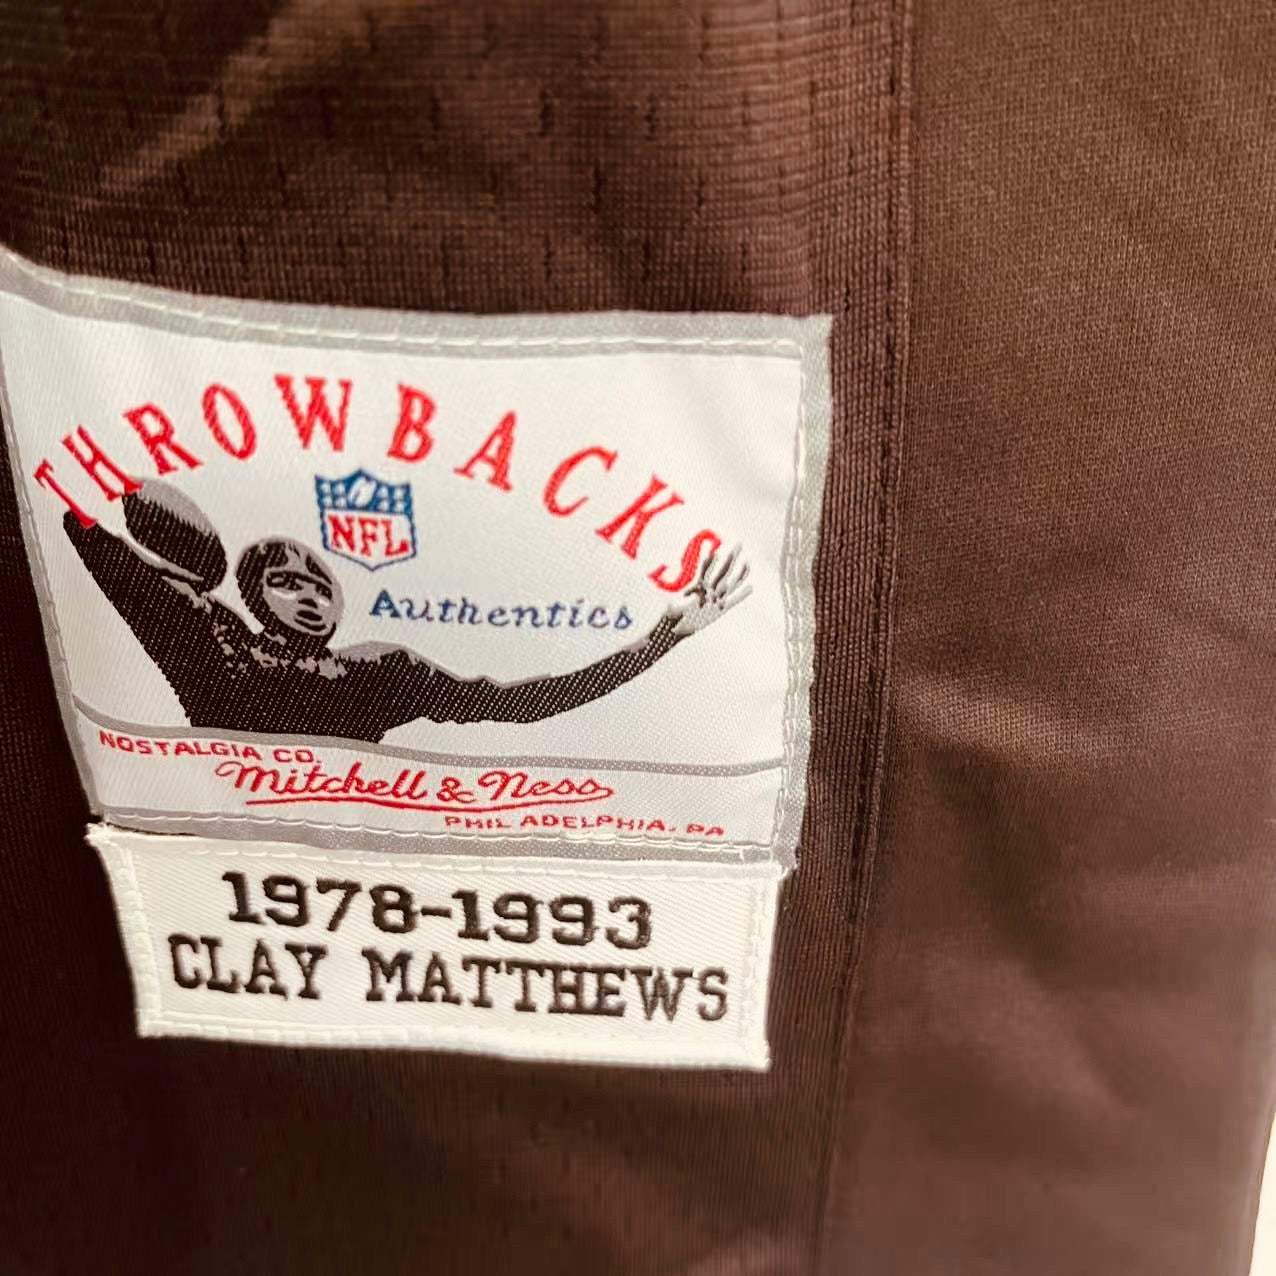 THROWBACKS
NFL
Authentics
NOSTALGIA CO.
Mitchell & Ness
PHILADELPHIA, PA
1978-1993
CLAY MATTHEWS